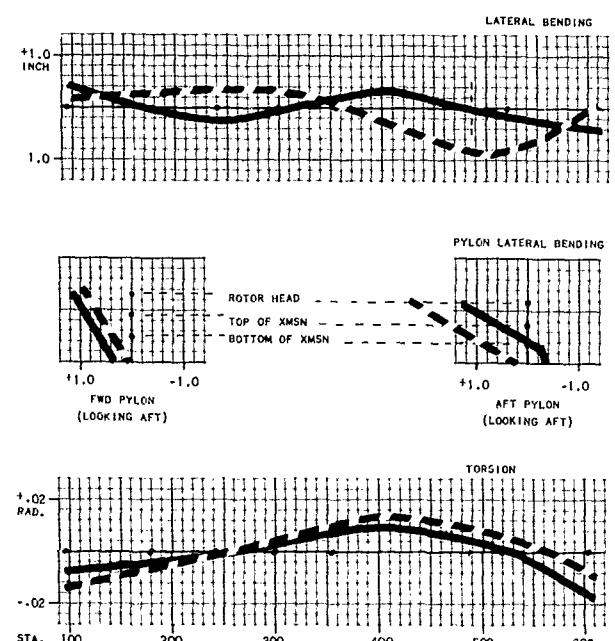 LATERAL BENDING
+1.0
INCH
1.0
PYLON LATERAL BENDING
ROTOR HEAD
TOP OF XMSN
BOTTOM OF XMSN
+1.0 -1.0
FWD PYLON
(LOOKING AFT)
+1.0 -1.0
AFT PYLON
(LOOKING AFT)
TORSION
+.02
RAD.
-.02
STA. 100 200 300 400 500 600